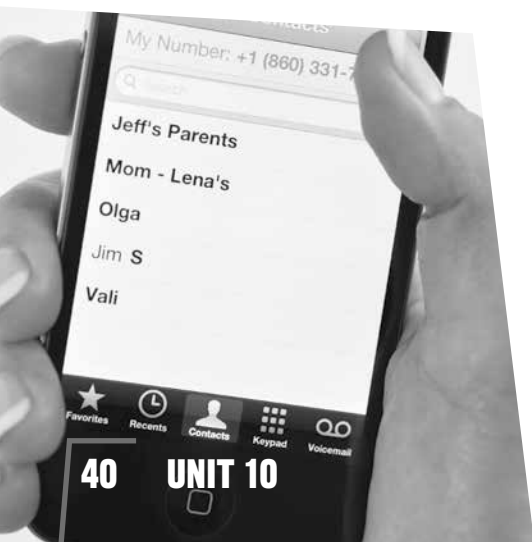 Contacts
My Number: +1 (860) 331-7
Search
Jeff's Parents
Mom - Lena's
Olga
Jim S
Vali
Favorites Recents Contacts Keypad Voicemail
40 UNIT 10